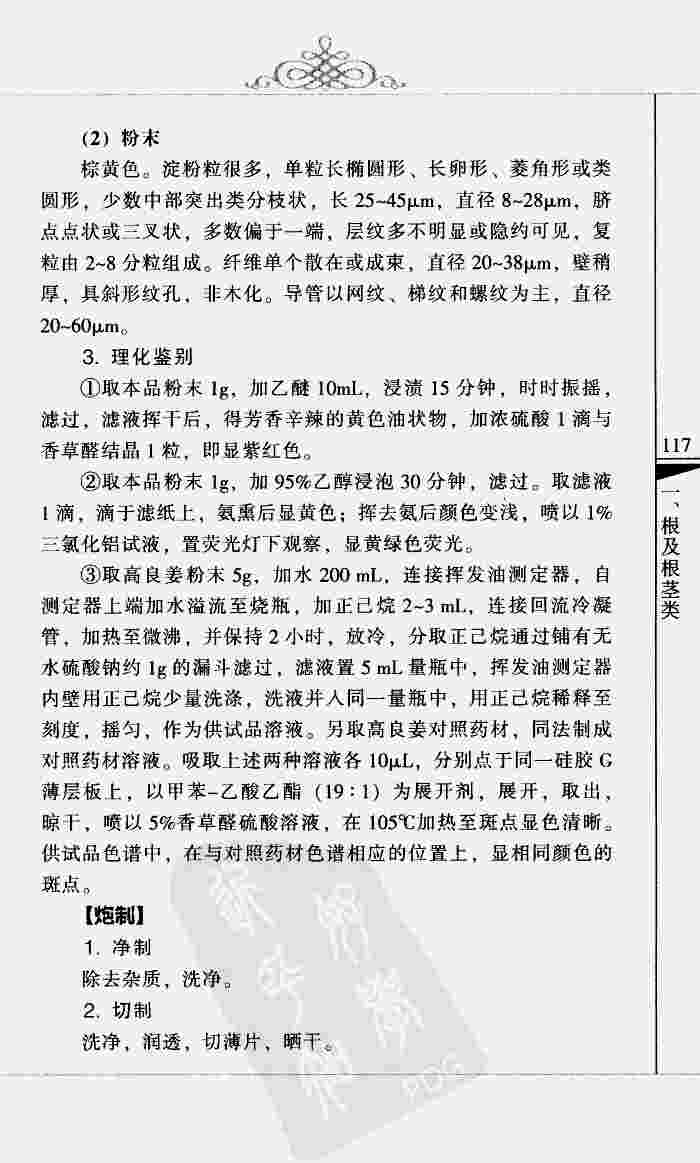 (2) 粉末
棕黄色。淀粉粒很多，单粒长椭圆形、长卵形、菱角形或类
圆形，少数中部突出类分枝状，长 25~45μm，直径 8~28μm，脐
点点状或三叉状，多数偏于一端，层纹多不明显或隐约可见，复
粒由 2~8 分粒组成。纤维单个散在或成束，直径 20~38μm，壁稍
厚，具斜形纹孔，非木化。导管以网纹、梯纹和螺纹为主，直径
20~60μm。
3. 理化鉴别
①取本品粉末 1g，加乙醚 10mL，浸渍 15 分钟，时时振摇，
滤过，滤液挥干后，得芳香辛辣的黄色油状物，加浓硫酸 1 滴与
香草醛结晶 1 粒，即显紫红色。
②取本品粉末 1g，加 95%乙醇浸泡 30 分钟，滤过。取滤液
1 滴，滴于滤纸上，氨熏后显黄色；挥去氨后颜色变浅，喷以 1%
三氯化铝试液，置荧光灯下观察，显黄绿色荧光。
③取高良姜粉末 5g，加水 200 mL，连接挥发油测定器，自
测定器上端加水溢流至烧瓶，加正己烷 2~3 mL，连接回流冷凝
管，加热至微沸，并保持 2 小时，放冷，分取正己烷通过铺有无
水硫酸钠约 1g 的漏斗滤过，滤液置 5 mL 量瓶中，挥发油测定器
内壁用正己烷少量洗涤，洗液并入同一量瓶中，用正己烷稀释至
刻度，摇匀，作为供试品溶液。另取高良姜对照药材，同法制成
对照药材溶液。吸取上述两种溶液各 10μL，分别点于同一硅胶 G
薄层板上，以甲苯-乙酸乙酯（19∶1）为展开剂，展开，取出，
晾干，喷以 5%香草醛硫酸溶液，在 105℃加热至斑点显色清晰。
供试品色谱中，在与对照药材色谱相应的位置上，显相同颜色的
斑点。
【炮制】
1. 净制
除去杂质，洗净。
2. 切制
洗净，润透，切薄片，晒干。
117
一、根及根茎类
PDG